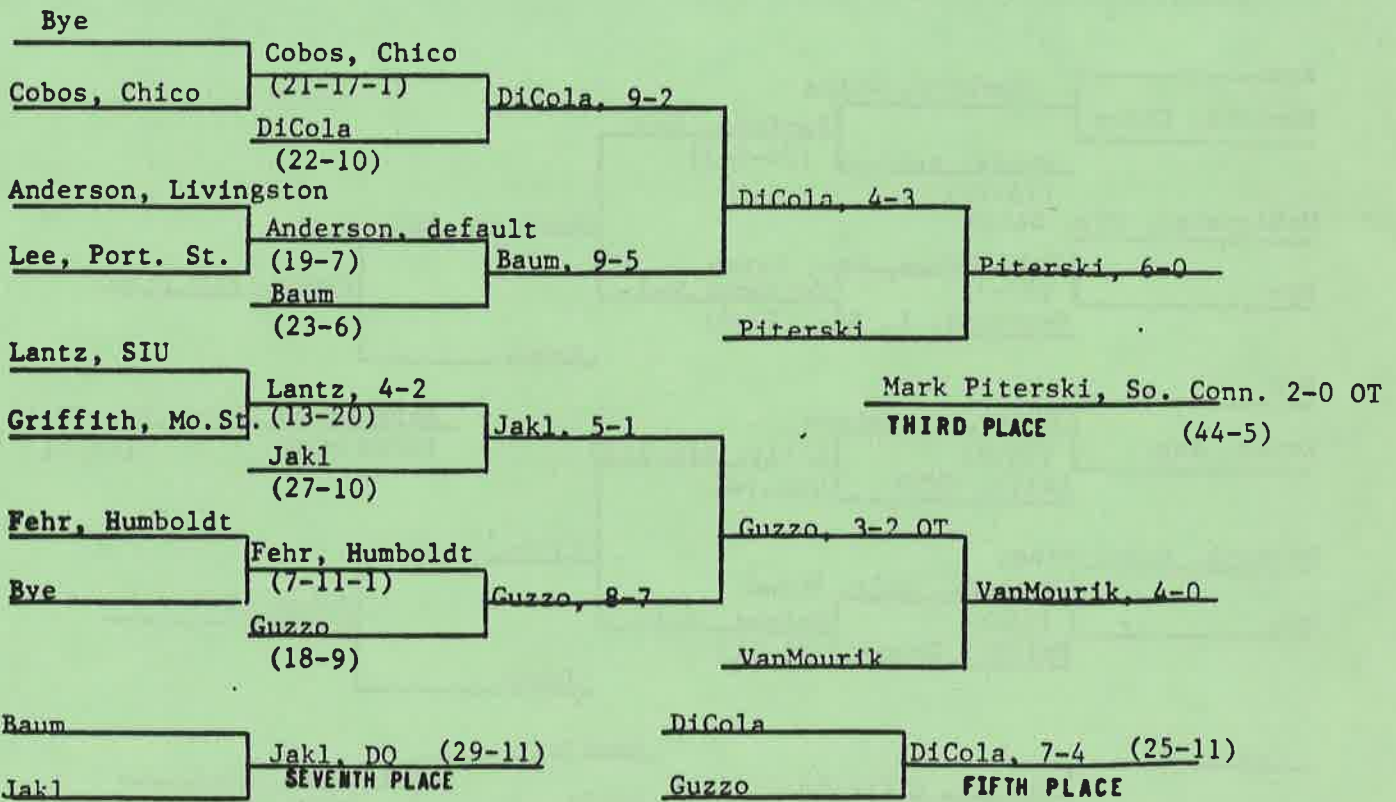 Bye
Cobos, Chico
Cobos, Chico
(21-17-1)
DiCola, 9-2
DiCola
(22-10)
Anderson, Livingston
DiCola, 4-3
Anderson, default
Lee, Port. St.
(19-7)
Baum, 9-5
Piterski, 6-0
Baum
(23-6)
Piterski
Lantz, SIU
Lantz, 4-2
Mark Piterski, So. Conn. 2-0 OT
Griffith, Mo.St.
(13-20)
Jakl, 5-1
THIRD PLACE
(44-5)
Jakl
(27-10)
Fehr, Humboldt
Guzzo, 3-2 OT
Fehr, Humboldt
(7-11-1)
Bye
Guzzo, 8-7
VanMourik, 4-0
Guzzo
(18-9)
VanMourik
Baum
DiCola
Jakl, DQ (29-11)
DiCola, 7-4 (25-11)
SEVENTH PLACE
FIFTH PLACE
Jakl
Guzzo